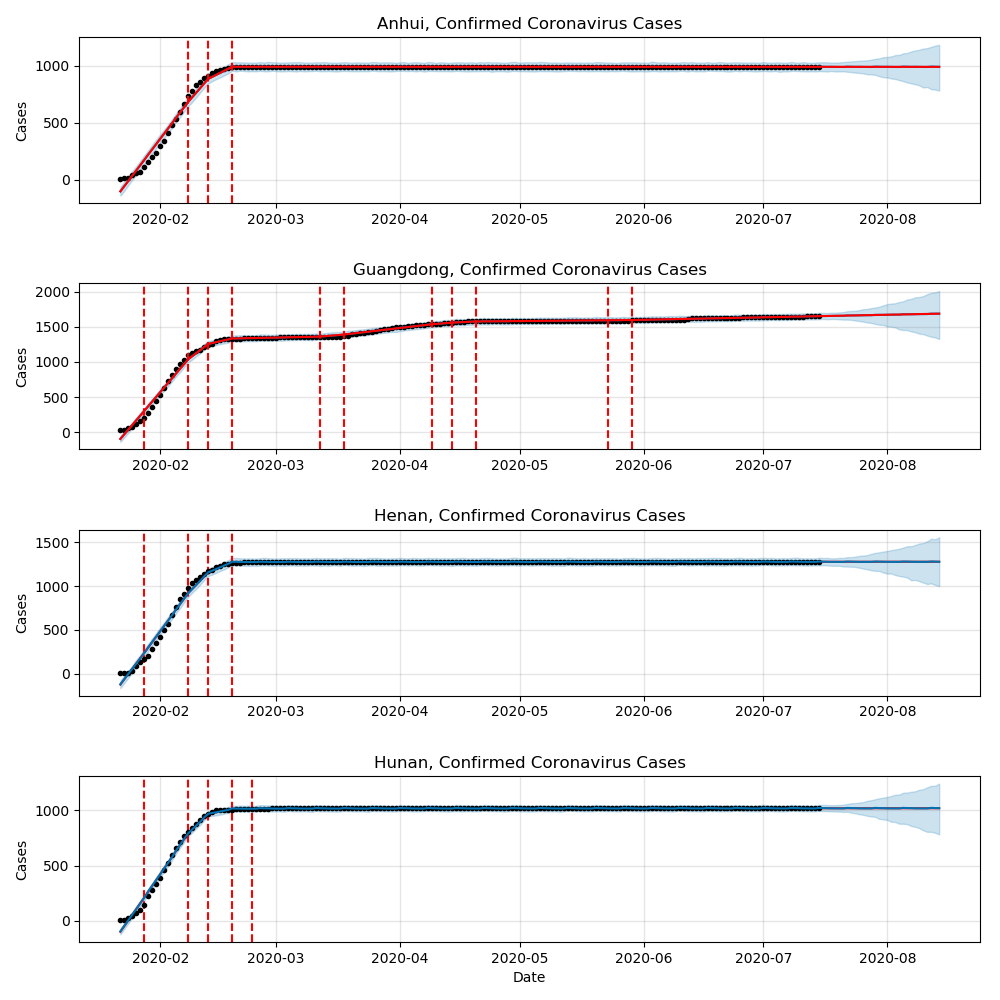 Anhui, Confirmed Coronavirus Cases
1000
500
0
Cases
2020-02 2020-03 2020-04 2020-05 2020-06 2020-07 2020-08
Guangdong, Confirmed Coronavirus Cases
2000
1500
1000
500
0
Cases
2020-02 2020-03 2020-04 2020-05 2020-06 2020-07 2020-08
Henan, Confirmed Coronavirus Cases
1500
1000
500
0
Cases
2020-02 2020-03 2020-04 2020-05 2020-06 2020-07 2020-08
Hunan, Confirmed Coronavirus Cases
1000
500
0
Cases
2020-02 2020-03 2020-04 2020-05 2020-06 2020-07 2020-08
Date